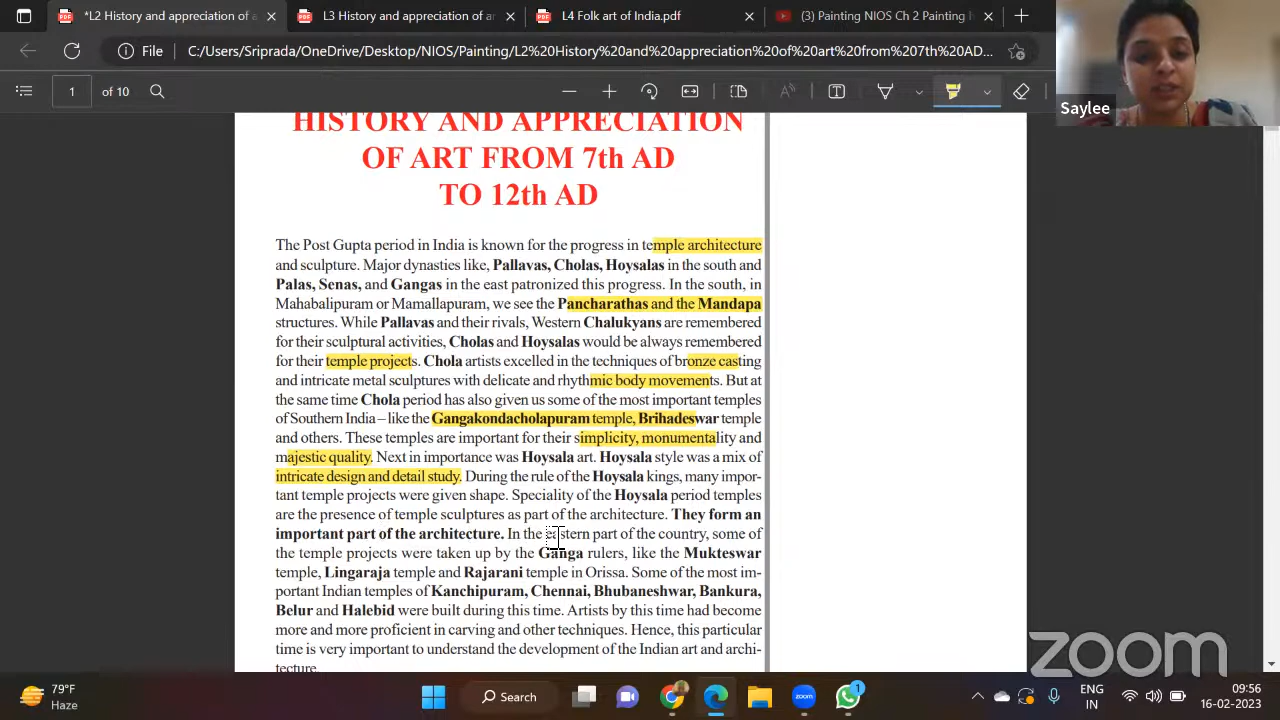 *L2 History and appreciation of a
L3 History and appreciation of ar
L4 Folk art of India.pdf
(3) Painting NIOS Ch 2 Painting H
File
C:/Users/Sriprada/OneDrive/Desktop/NIOS/Painting/L2%20History%20and%20appreciation%20of%20art%20from%207th%20AD...
1 of 10
Saylee
HISTORY AND APPRECIATION
OF ART FROM 7th AD
TO 12th AD
The Post Gupta period in India is known for the progress in temple architecture
and sculpture. Major dynasties like, Pallavas, Cholas, Hoysalas in the south and
Palas, Senas, and Gangas in the east patronized this progress. In the south, in
Mahabalipuram or Mamallapuram, we see the Pancharathas and the Mandapa
structures. While Pallavas and their rivals, Western Chalukyans are remembered
for their sculptural activities, Cholas and Hoysalas would be always remembered
for their temple projects. Chola artists excelled in the techniques of bronze casting
and intricate metal sculptures with delicate and rhythmic body movements. But at
the same time Chola period has also given us some of the most important temples
of Southern India – like the Gangakondacholapuram temple, Brihadeswar temple
and others. These temples are important for their simplicity, monumentality and
majestic quality. Next in importance was Hoysala art. Hoysala style was a mix of
intricate design and detail study. During the rule of the Hoysala kings, many impor-
tant temple projects were given shape. Speciality of the Hoysala period temples
are the presence of temple sculptures as part of the architecture. They form an
important part of the architecture. In the eastern part of the country, some of
the temple projects were taken up by the Ganga rulers, like the Mukteswar
temple, Lingaraja temple and Rajarani temple in Orissa. Some of the most im-
portant Indian temples of Kanchipuram, Chennai, Bhubaneshwar, Bankura,
Belur and Halebid were built during this time. Artists by this time had become
more and more proficient in carving and other techniques. Hence, this particular
time is very important to understand the development of the Indian art and archi-
tecture.
zoom
79°F
Haze
Search
zoom
1
ENG
IN
09:56
16-02-2023